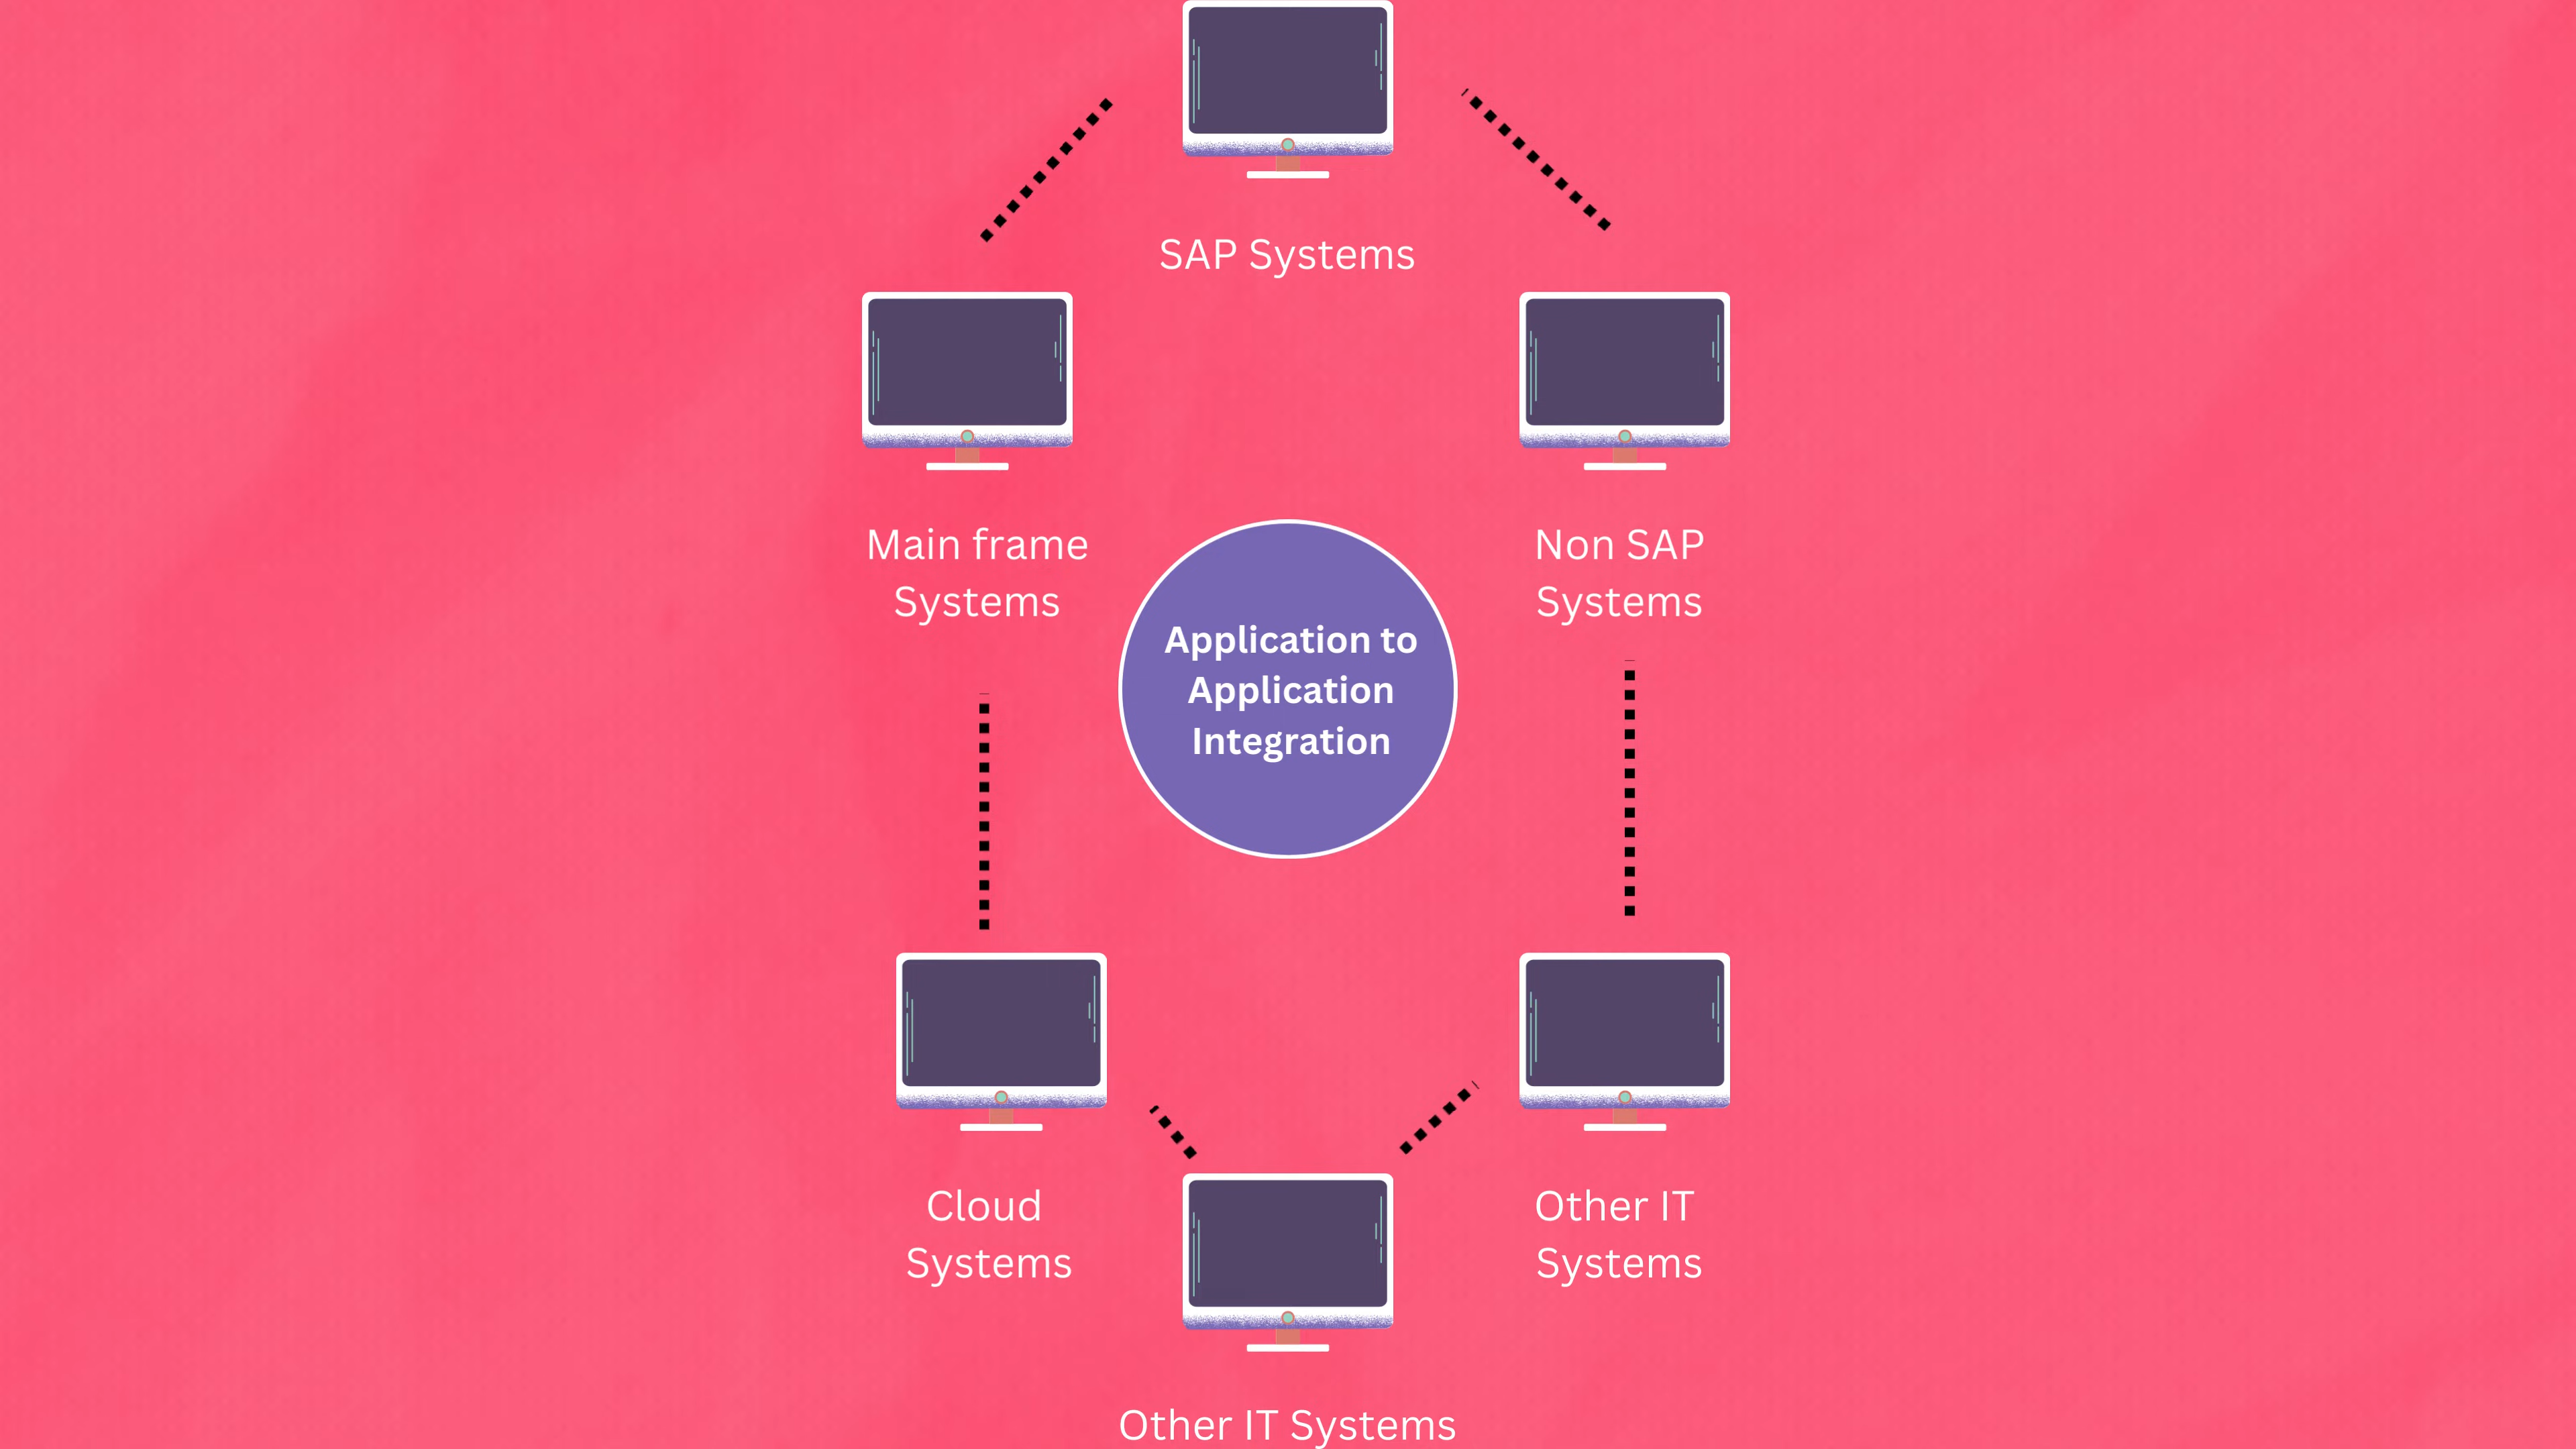 SAP Systems
Main frame
Systems
Non SAP
Systems
Application to
Application
Integration
Cloud
Systems
Other IT
Systems
Other IT Systems